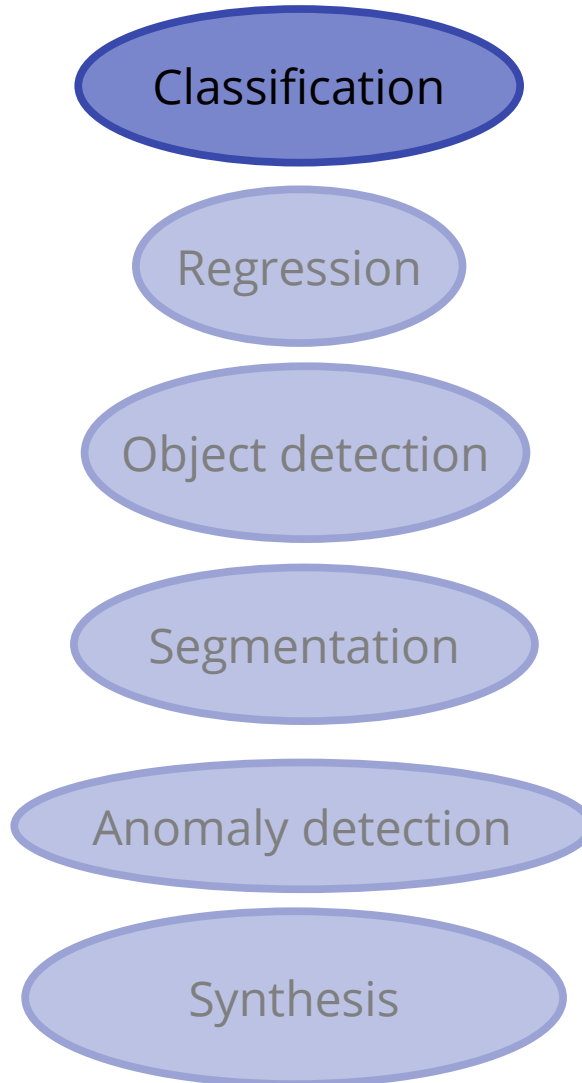 Classification
Regression
Object detection
Segmentation
Anomaly detection
Synthesis